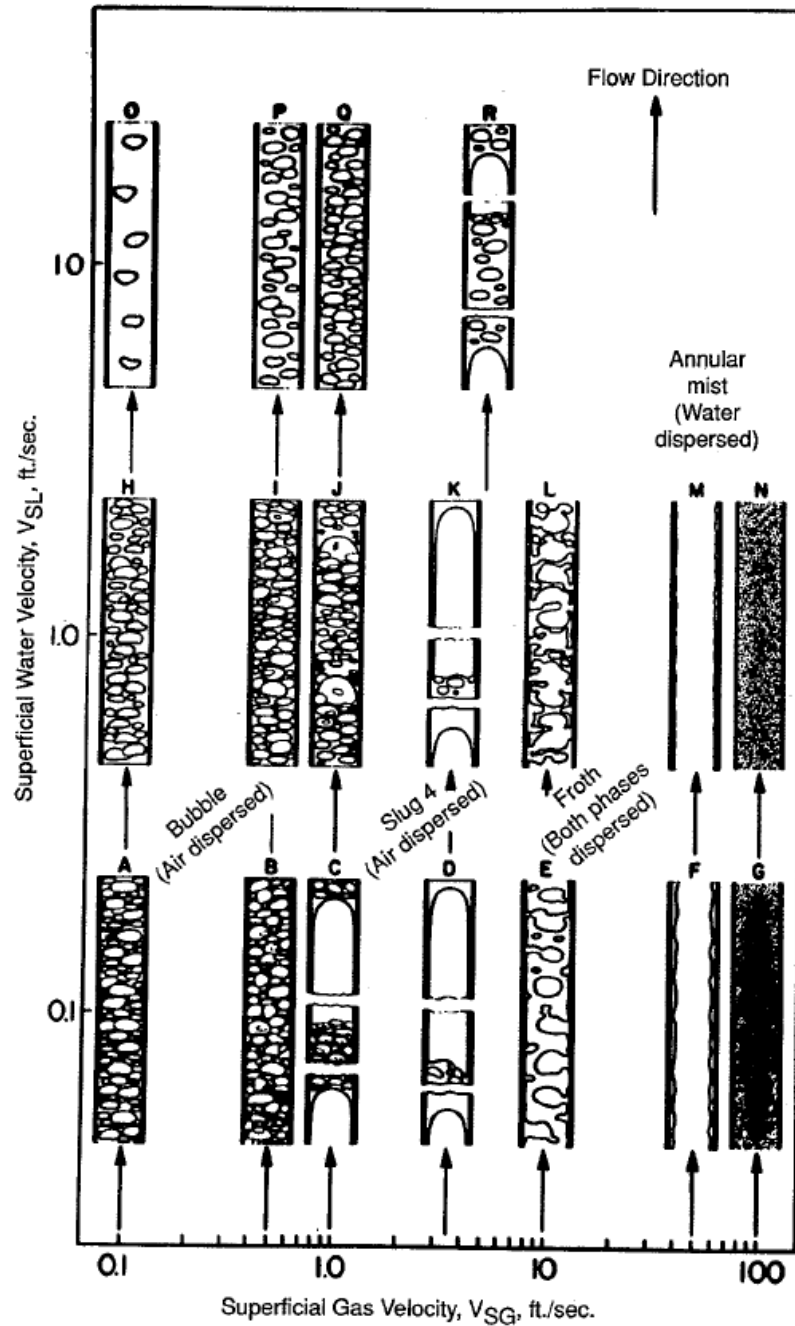 Flow Direction
O
P
Q
R
10
Annular
mist
(Water
dispersed)
H
I
J
K
L
M
N
1.0
Superficial Water Velocity, VSL, ft./sec.
Bubble
(Air dispersed)
Slug 4
(Air dispersed)
Froth
(Both phases
dispersed)
A
B
C
D
E
F
G
0.1
0.1
1.0
10
100
Superficial Gas Velocity, VSG, ft./sec.